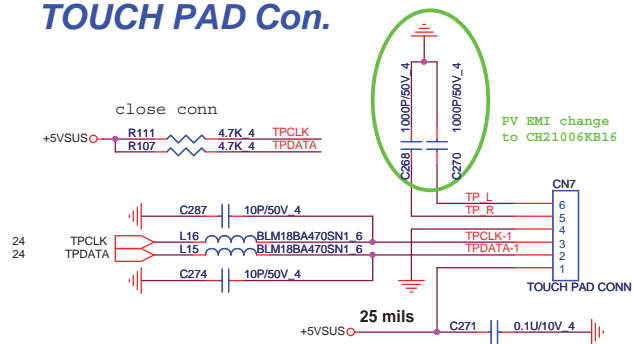 TOUCH PAD Con.
close conn
+5VSUS
R111 4.7K_4 TPCLK
R107 4.7K_4 TPDATA
1000P/50V_4
1000P/50V_4
C268
C270
PV EMI change
to CH21006KB16
CN7
TP_L 6
TP_R 5
4
TPCLK-1 3
TPDATA-1 2
1
TOUCH PAD CONN
C287 10P/50V_4
24 TPCLK L16 BLM18BA470SN1_6
24 TPDATA L15 BLM18BA470SN1_6
C274 10P/50V_4
25 mils
+5VSUS C271 0.1U/10V_4